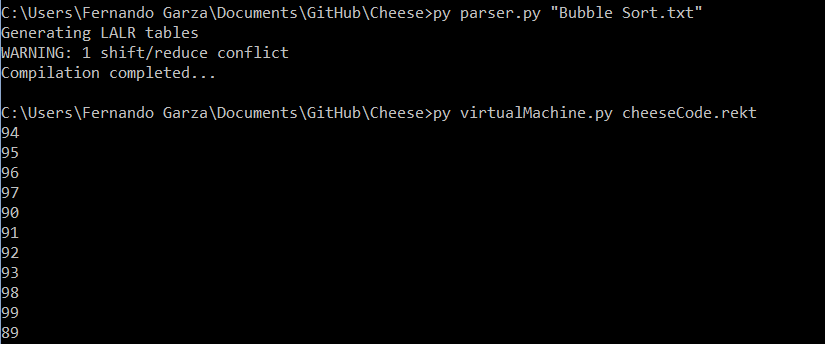 C:\Users\Fernando Garza\Documents\GitHub\Cheese>py parser.py "Bubble Sort.txt"
Generating LALR tables
WARNING: 1 shift/reduce conflict
Compilation completed...
C:\Users\Fernando Garza\Documents\GitHub\Cheese>py virtualMachine.py cheeseCode.rekt
94
95
96
97
90
91
92
93
98
99
89